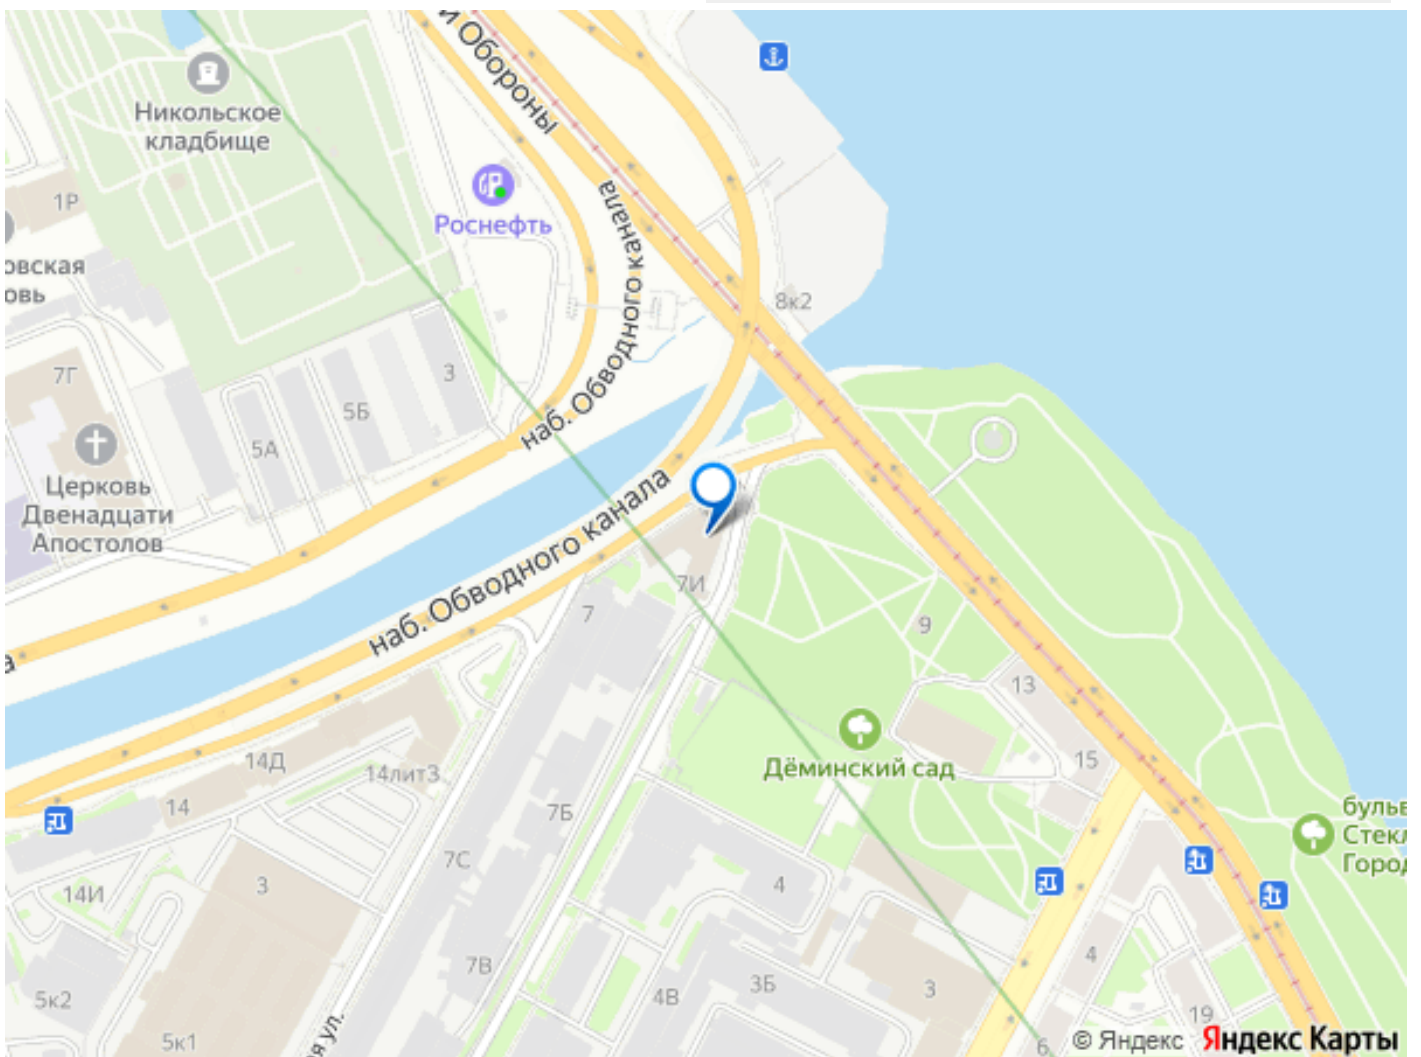 и Обороны
Никольское
кладбище
1Р
Роснефть
наб. Обводного канала
овская
овь
8к2
7Г
3
5Б
5А
Церковь
Двенадцати
Апостолов
наб. Обводного канала
7И
7
9
а
13
15
Дёминский сад
14Д
14лит3
14
7Б
7С
бульв
Стекл
Город
3
4
14И
7В
3Б
4
4В
3
5к2
19
5к1
я ул.
6
© Яндекс Яндекс Карты